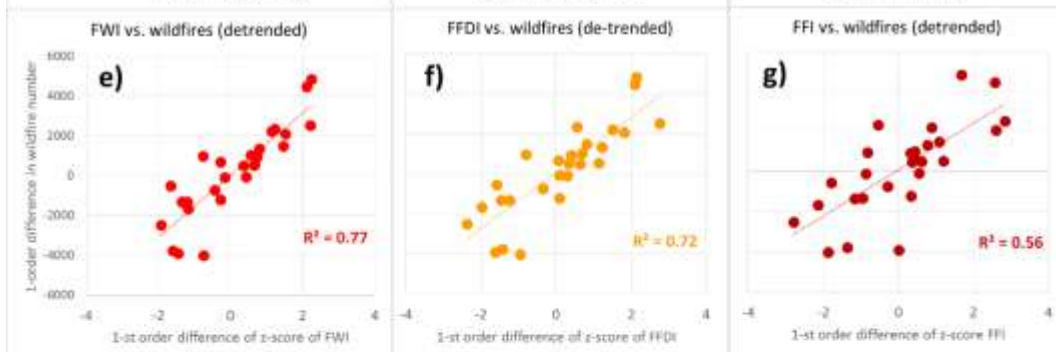 FWI vs. wildfires (detrended)
e)
1-order difference in wildfire number
6000
4000
2000
0
-2000
-4000
-6000
R² = 0.77
-4
-2
0
2
4
1-st order difference of z-score of FWI
FFDI vs. wildfires (de-trended)
f)
R² = 0.72
-4
-2
0
2
4
1-st order difference of z-score of FFDI
FFI vs. wildfires (detrended)
g)
R² = 0.56
-4
-2
0
2
4
1-st order difference of z-score FFI